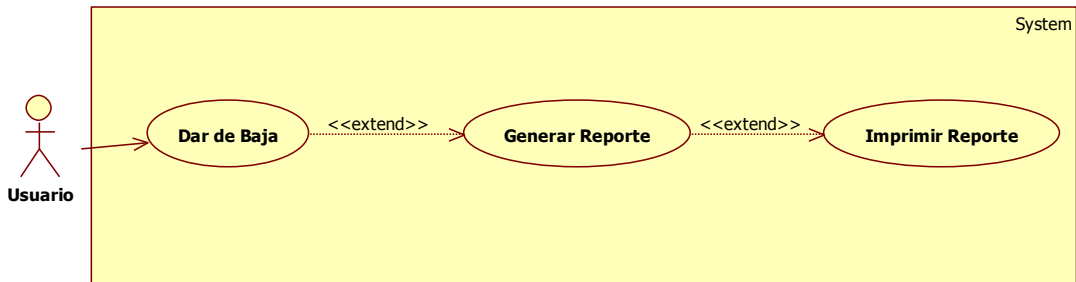 System
Usuario
Dar de Baja
<<extend>>
Generar Reporte
<<extend>>
Imprimir Reporte